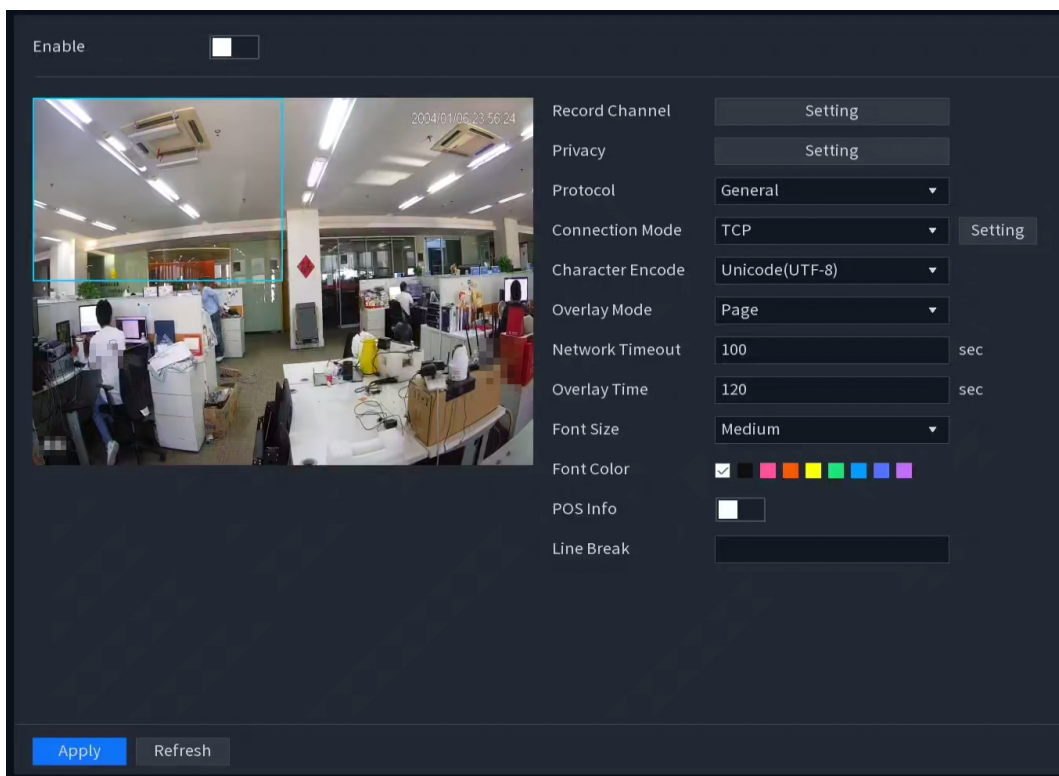 Enable
2004/01/06 23:56:24
Record Channel Setting
Privacy Setting
Protocol General
Connection Mode TCP Setting
Character Encode Unicode(UTF-8)
Overlay Mode Page
Network Timeout 100 sec
Overlay Time 120 sec
Font Size Medium
Font Color
POS Info
Line Break
Apply Refresh